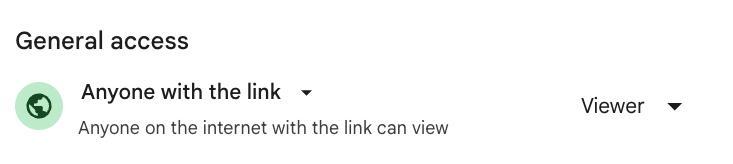 General access
Anyone with the link
Viewer
Anyone on the internet with the link can view